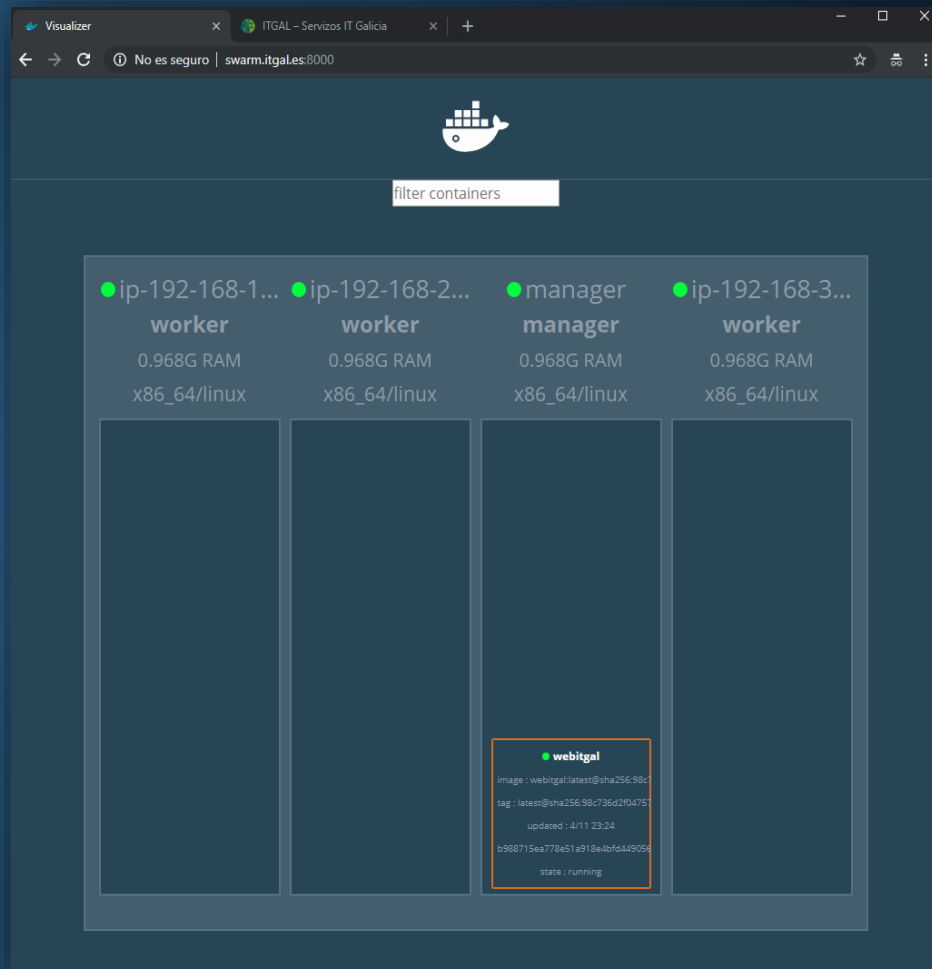 Visualizer
ITGAL – Servizos IT Galicia
No es seguro
swarm.itgal.es:8000
filter containers
ip-192-168-1...
worker
0.968G RAM
x86_64/linux
ip-192-168-2...
worker
0.968G RAM
x86_64/linux
manager
manager
0.968G RAM
x86_64/linux
webitgal
image : webitgal:latest@sha256:98c7
tag : latest@sha256:98c736d2f04757
updated : 4/11 23:24
b988715ea778e51a918e4bfd449056
state : running
ip-192-168-3...
worker
0.968G RAM
x86_64/linux